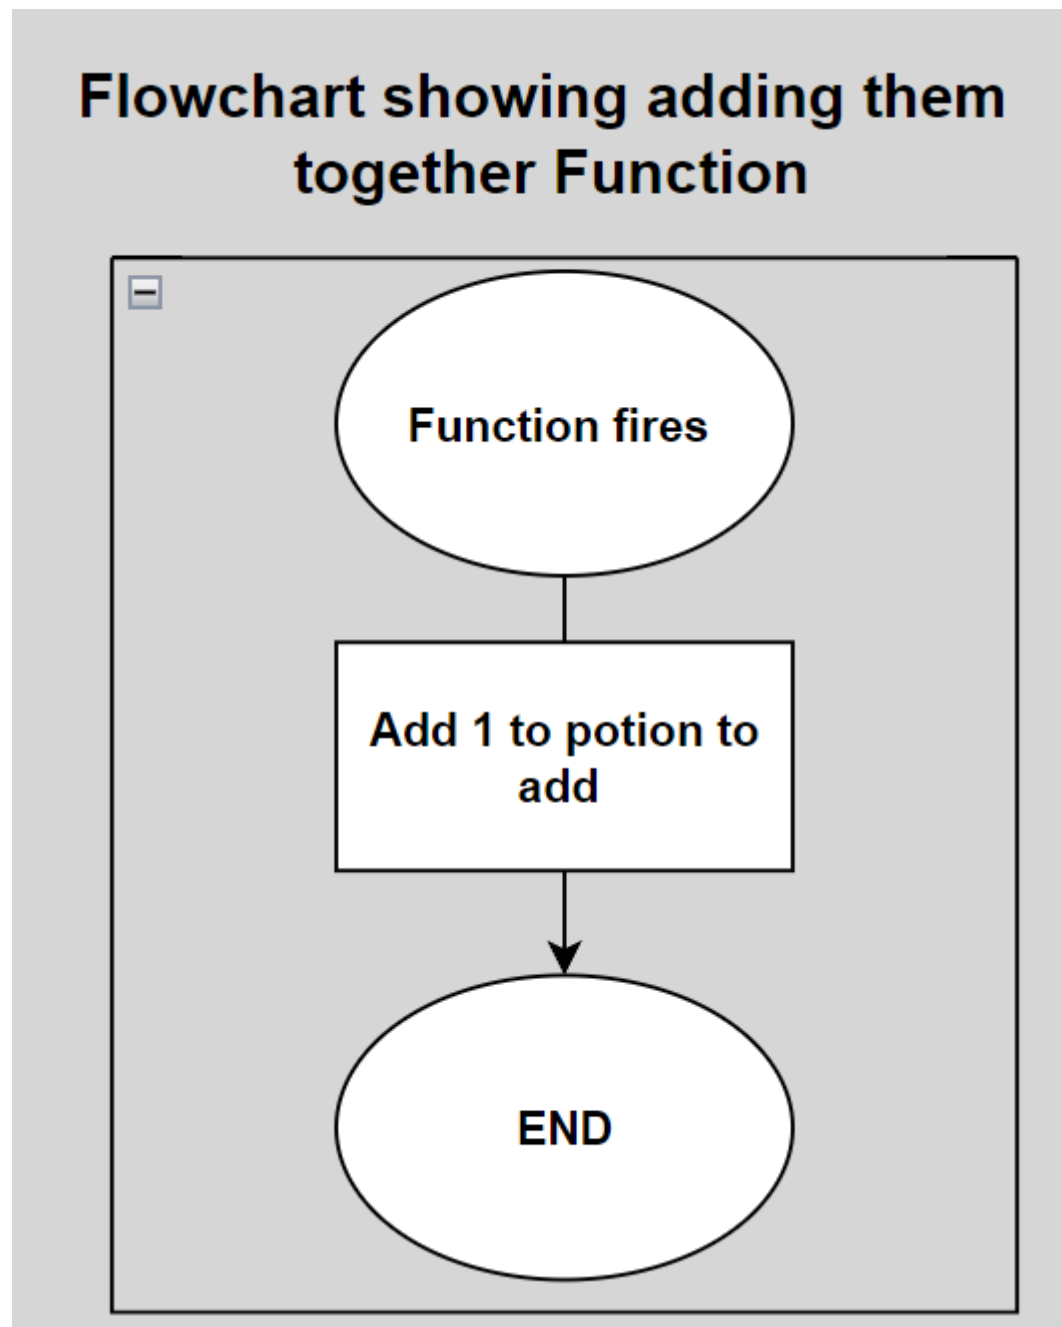 Flowchart showing adding them
together Function
Function fires
Add 1 to potion to
add
END